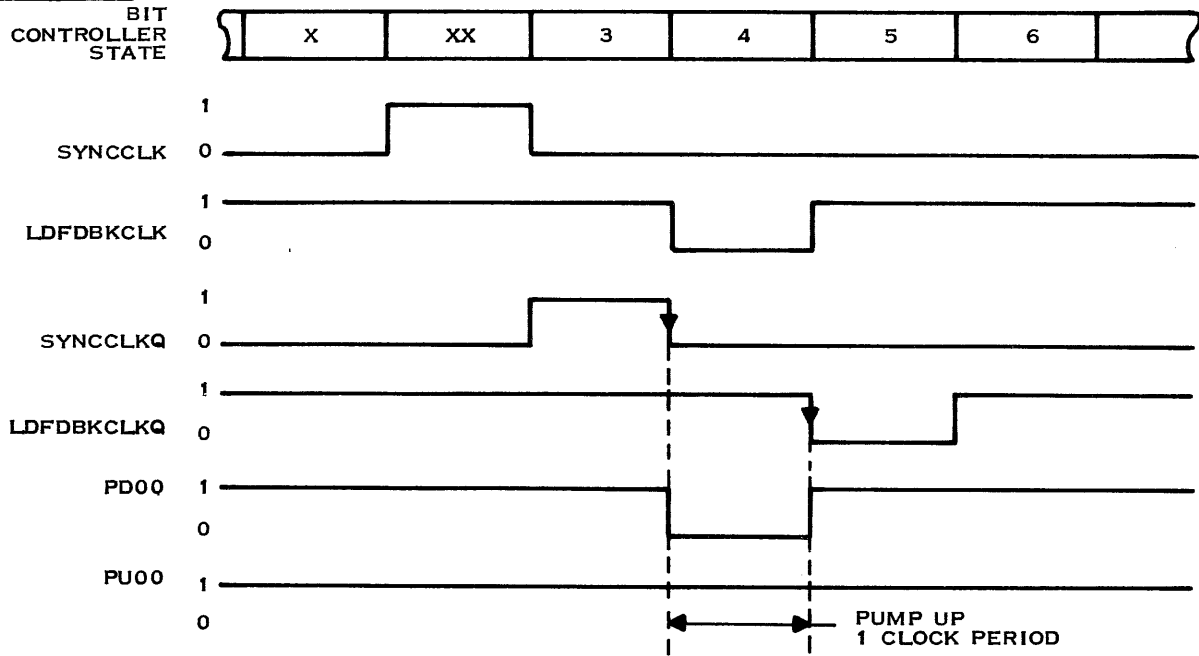 BIT
CONTROLLER
STATE
X XX 3 4 5 6
1
SYNCCLK 0
1
LDFDBKCLK 0
1
SYNCCLKQ 0
1
LDFDBKCLKQ 0
PD0Q 1
0
PU00 1
0
PUMP UP
1 CLOCK PERIOD